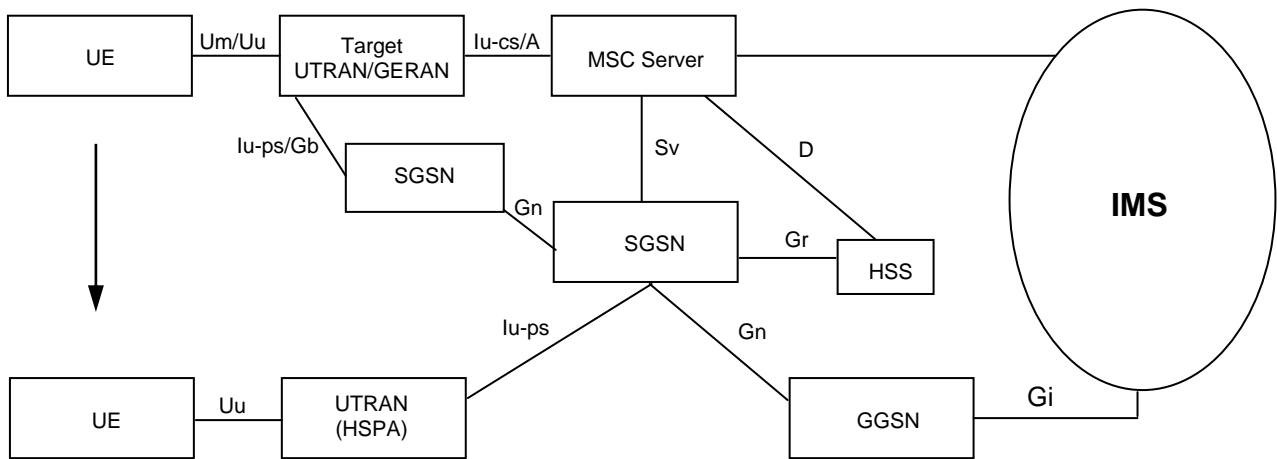 UE
Um/Uu
Target
UTRAN/GERAN
Iu-cs/A
MSC Server
Iu-ps/Gb
SGSN
Gn
Sv
D
IMS
SGSN
Gr
HSS
Iu-ps
Gn
UE
Uu
UTRAN
(HSPA)
GGSN
Gi